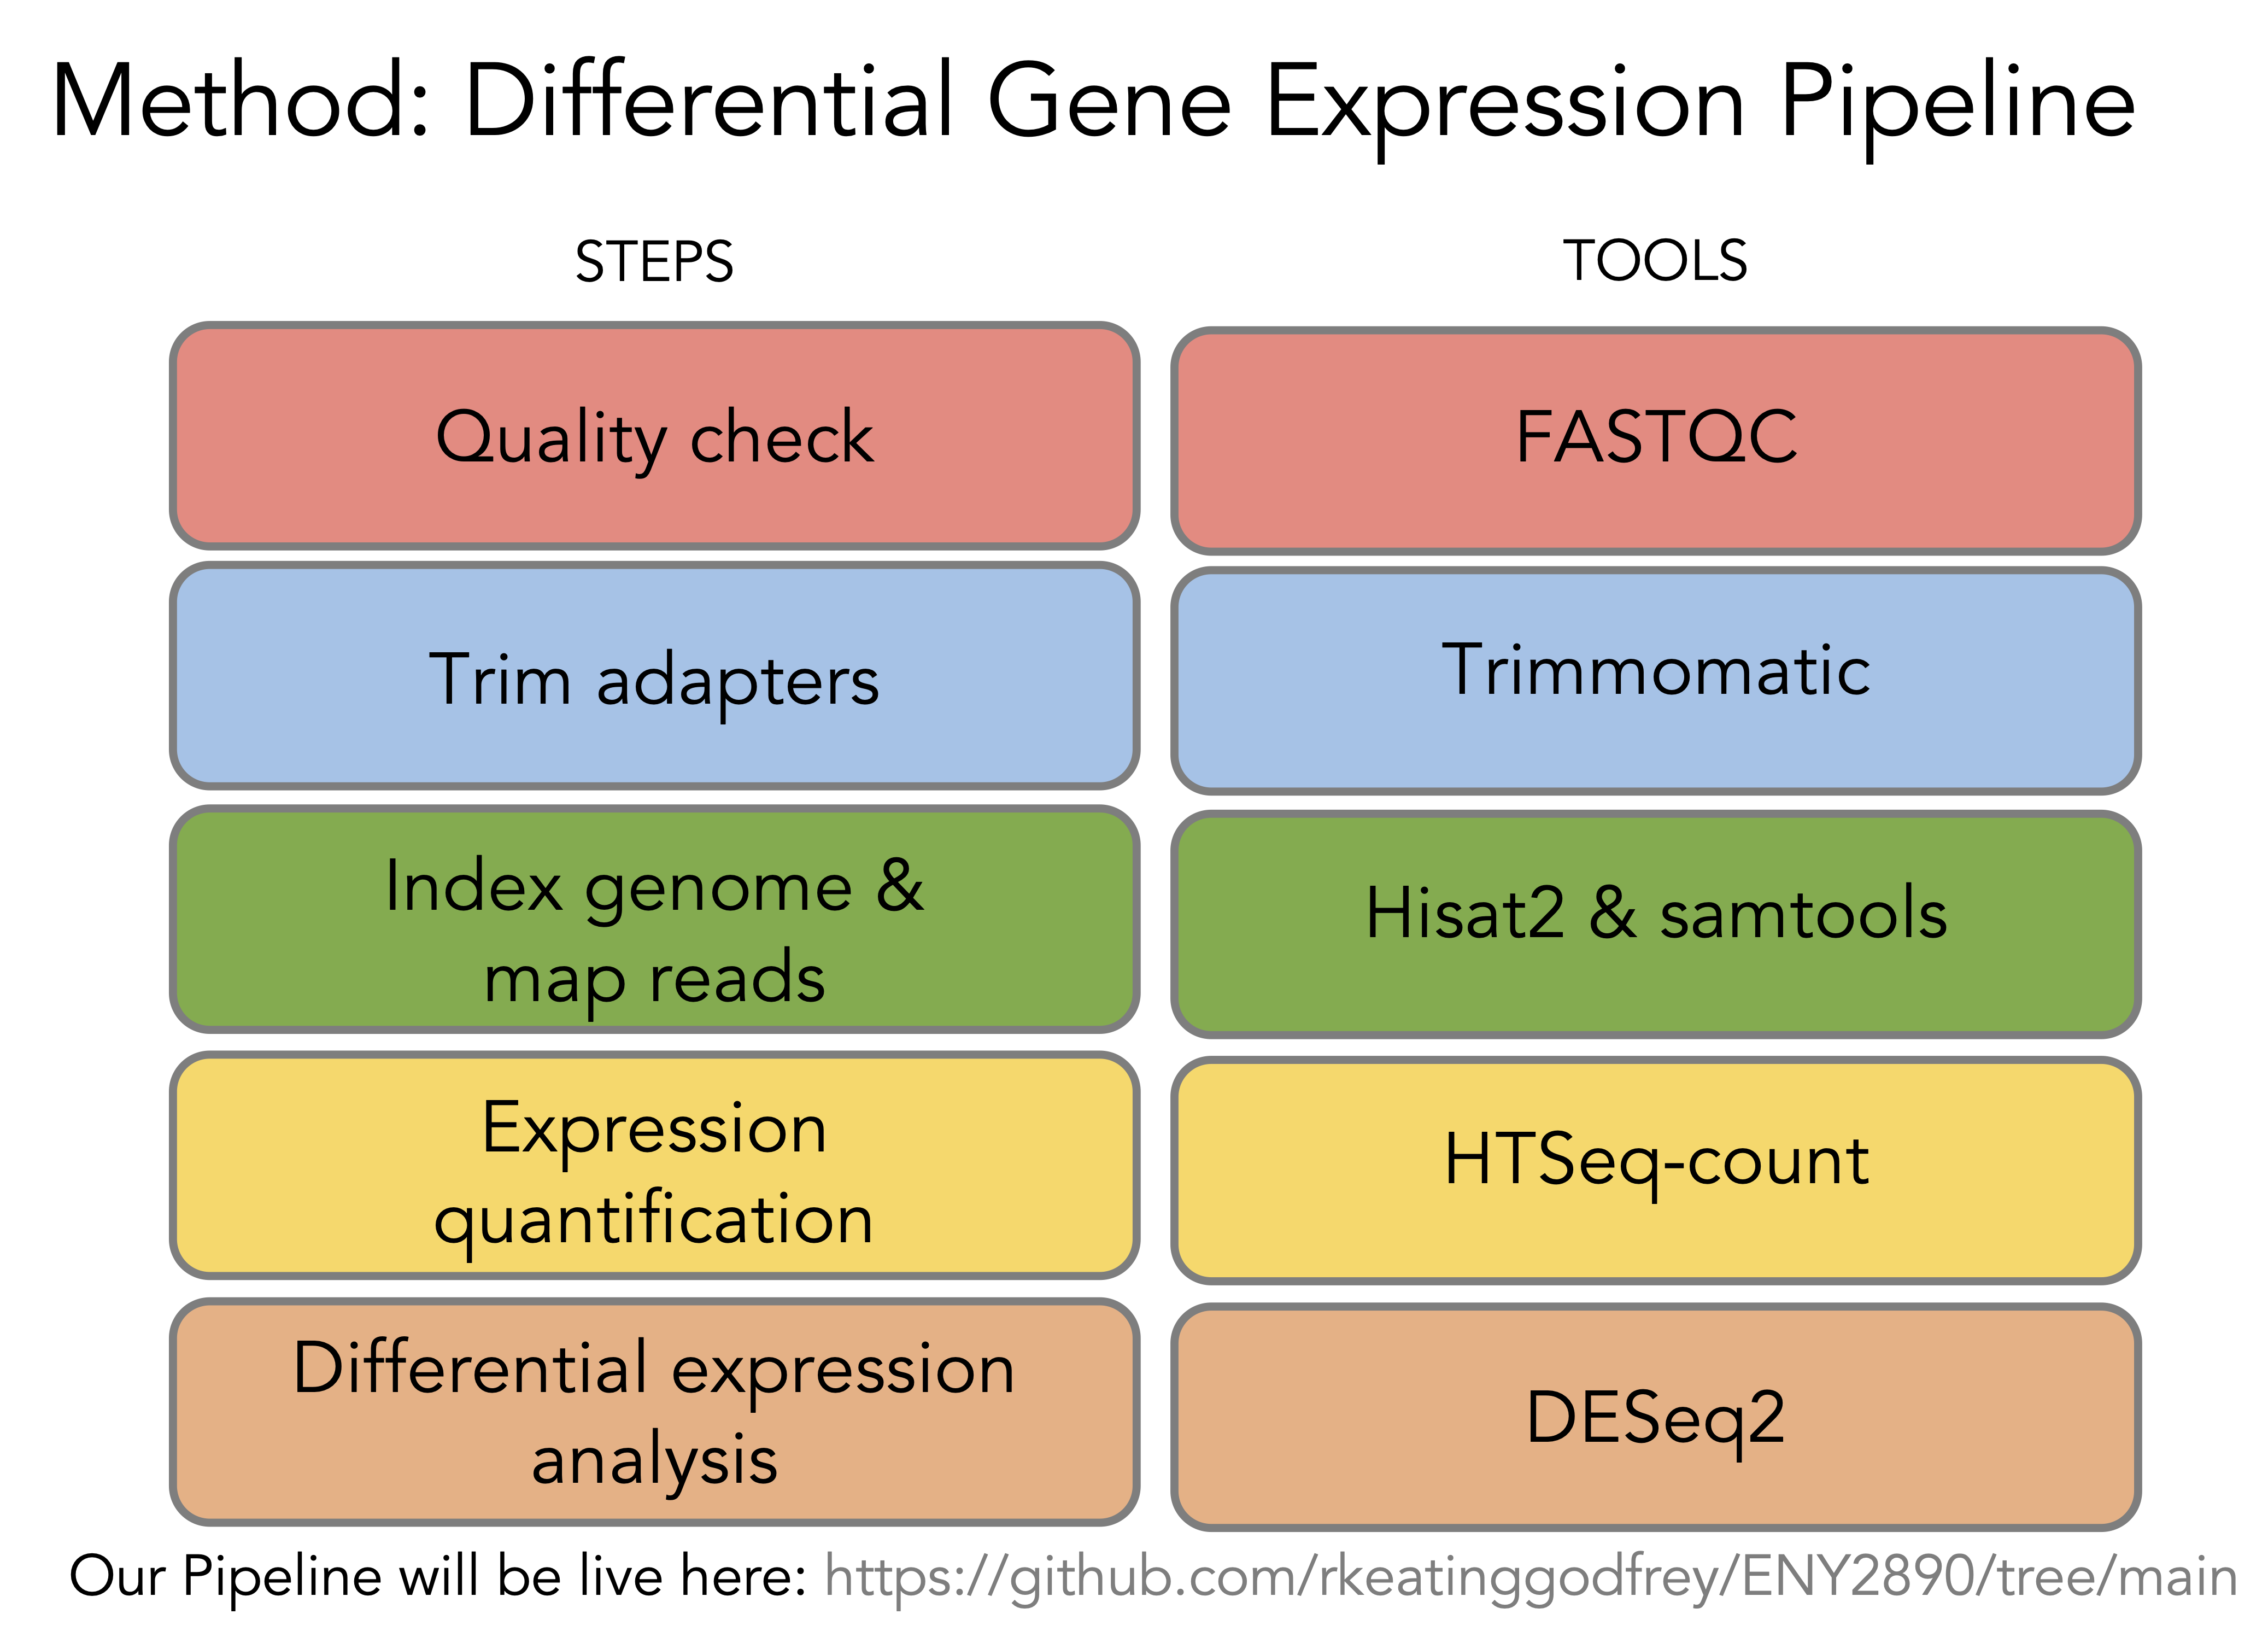 Method: Differential Gene Expression Pipeline
STEPS
TOOLS
Quality check
FASTQC
Trim adapters
Trimmomatic
Index genome &
map reads
Hisat2 & samtools
Expression
quantification
HTSeq-count
Differential expression
analysis
DESeq2
Our Pipeline will be live here: https://github.com/rkeatinggodfrey/ENY2890/tree/main